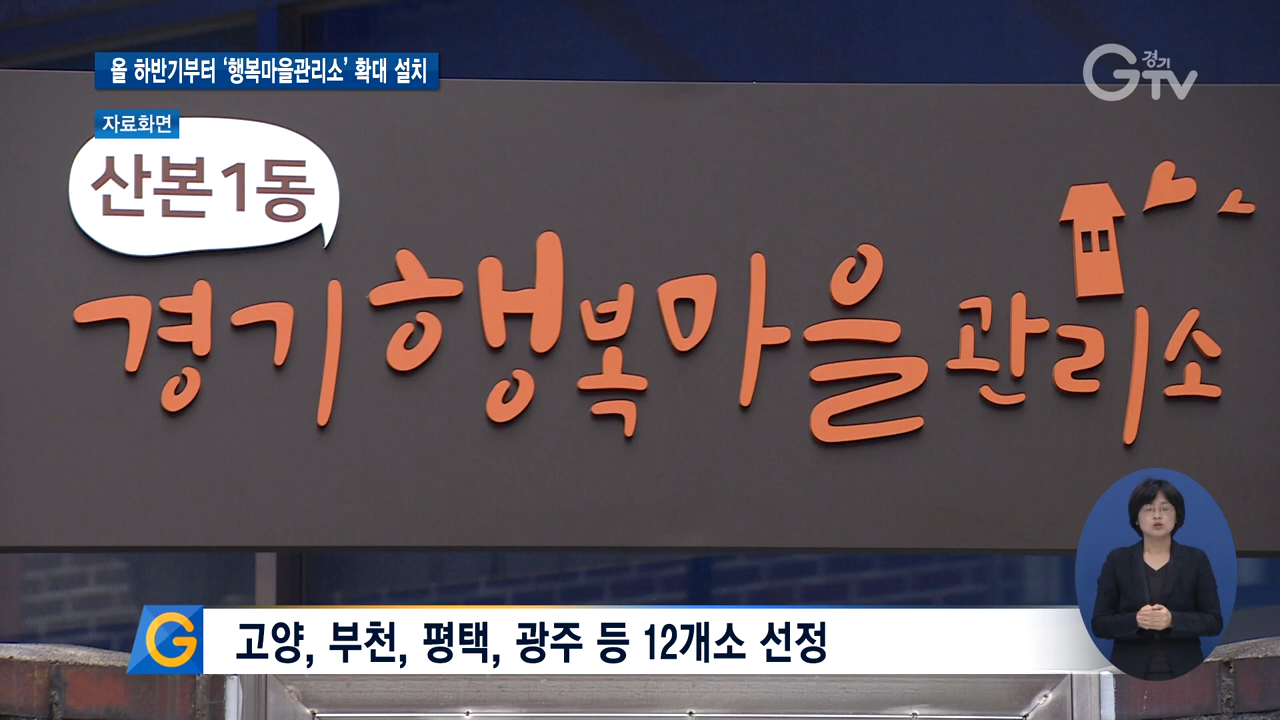 올 하반기부터 '행복마을관리소' 확대 설치
경기
GTV
자료화면
산본1동
경기행복마을관리소
G 고양, 부천, 평택, 광주 등 12개소 선정